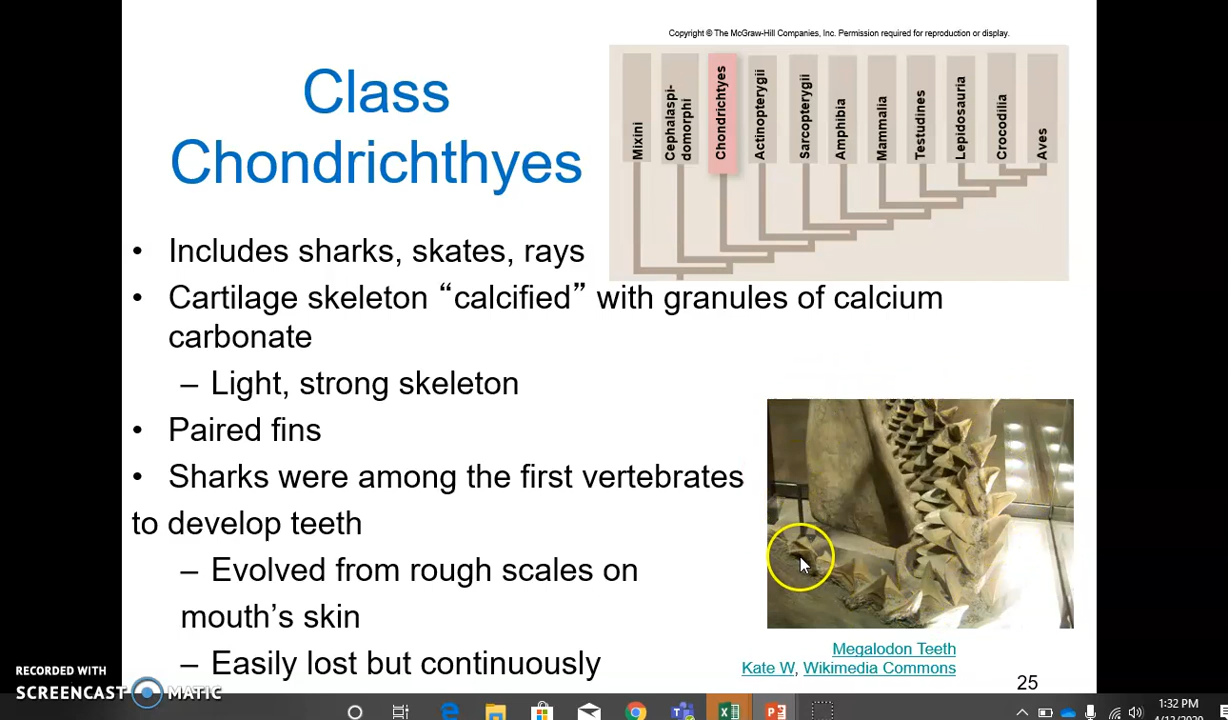 Copyright © The McGraw-Hill Companies, Inc. Permission required for reproduction or display.
Class
Chondrichthyes
Mixini
Cephalaspi-
domorphi
Chondrichtyes
Actinopterygii
Sarcopterygii
Amphibia
Mammalia
Testudines
Lepidosauria
Crocodilia
Aves
• Includes sharks, skates, rays
• Cartilage skeleton “calcified” with granules of calcium
carbonate
– Light, strong skeleton
• Paired fins
• Sharks were among the first vertebrates
to develop teeth
– Evolved from rough scales on
mouth’s skin
– Easily lost but continuously
Megalodon Teeth
Kate W, Wikimedia Commons
25
RECORDED WITH
SCREENCAST MATIC
1:32 PM